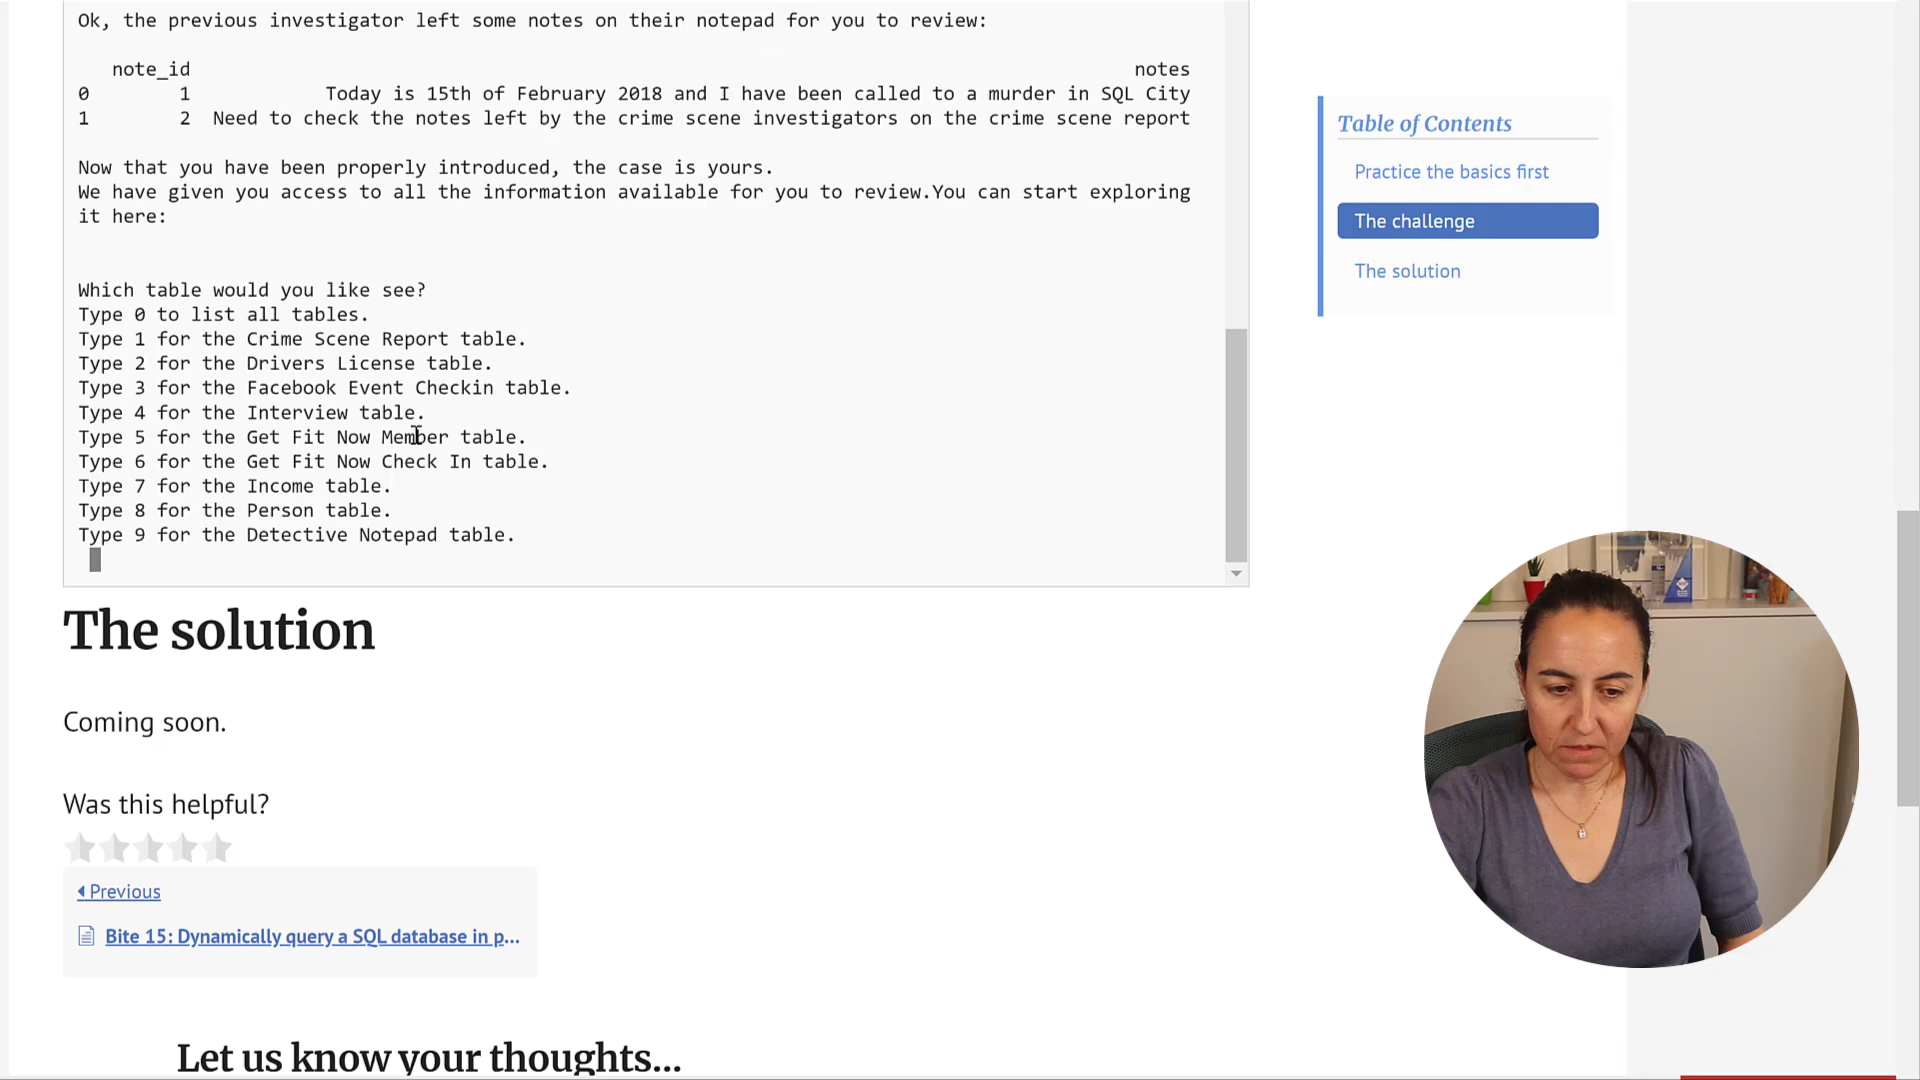 Ok, the previous investigator left some notes on their notepad for you to review:
note_id notes
0 1 Today is 15th of February 2018 and I have been called to a murder in SQL City
1 2 Need to check the notes left by the crime scene investigators on the crime scene report
Now that you have been properly introduced, the case is yours.
We have given you access to all the information available for you to review.You can start exploring
it here:
Which table would you like see?
Type 0 to list all tables.
Type 1 for the Crime Scene Report table.
Type 2 for the Drivers License table.
Type 3 for the Facebook Event Checkin table.
Type 4 for the Interview table.
Type 5 for the Get Fit Now Member table.
Type 6 for the Get Fit Now Check In table.
Type 7 for the Income table.
Type 8 for the Person table.
Type 9 for the Detective Notepad table.
The solution
Coming soon.
Was this helpful?
Previous
Bite 15: Dynamically query a SQL database in p...
Let us know your thoughts...
Table of Contents
Practice the basics first
The challenge
The solution